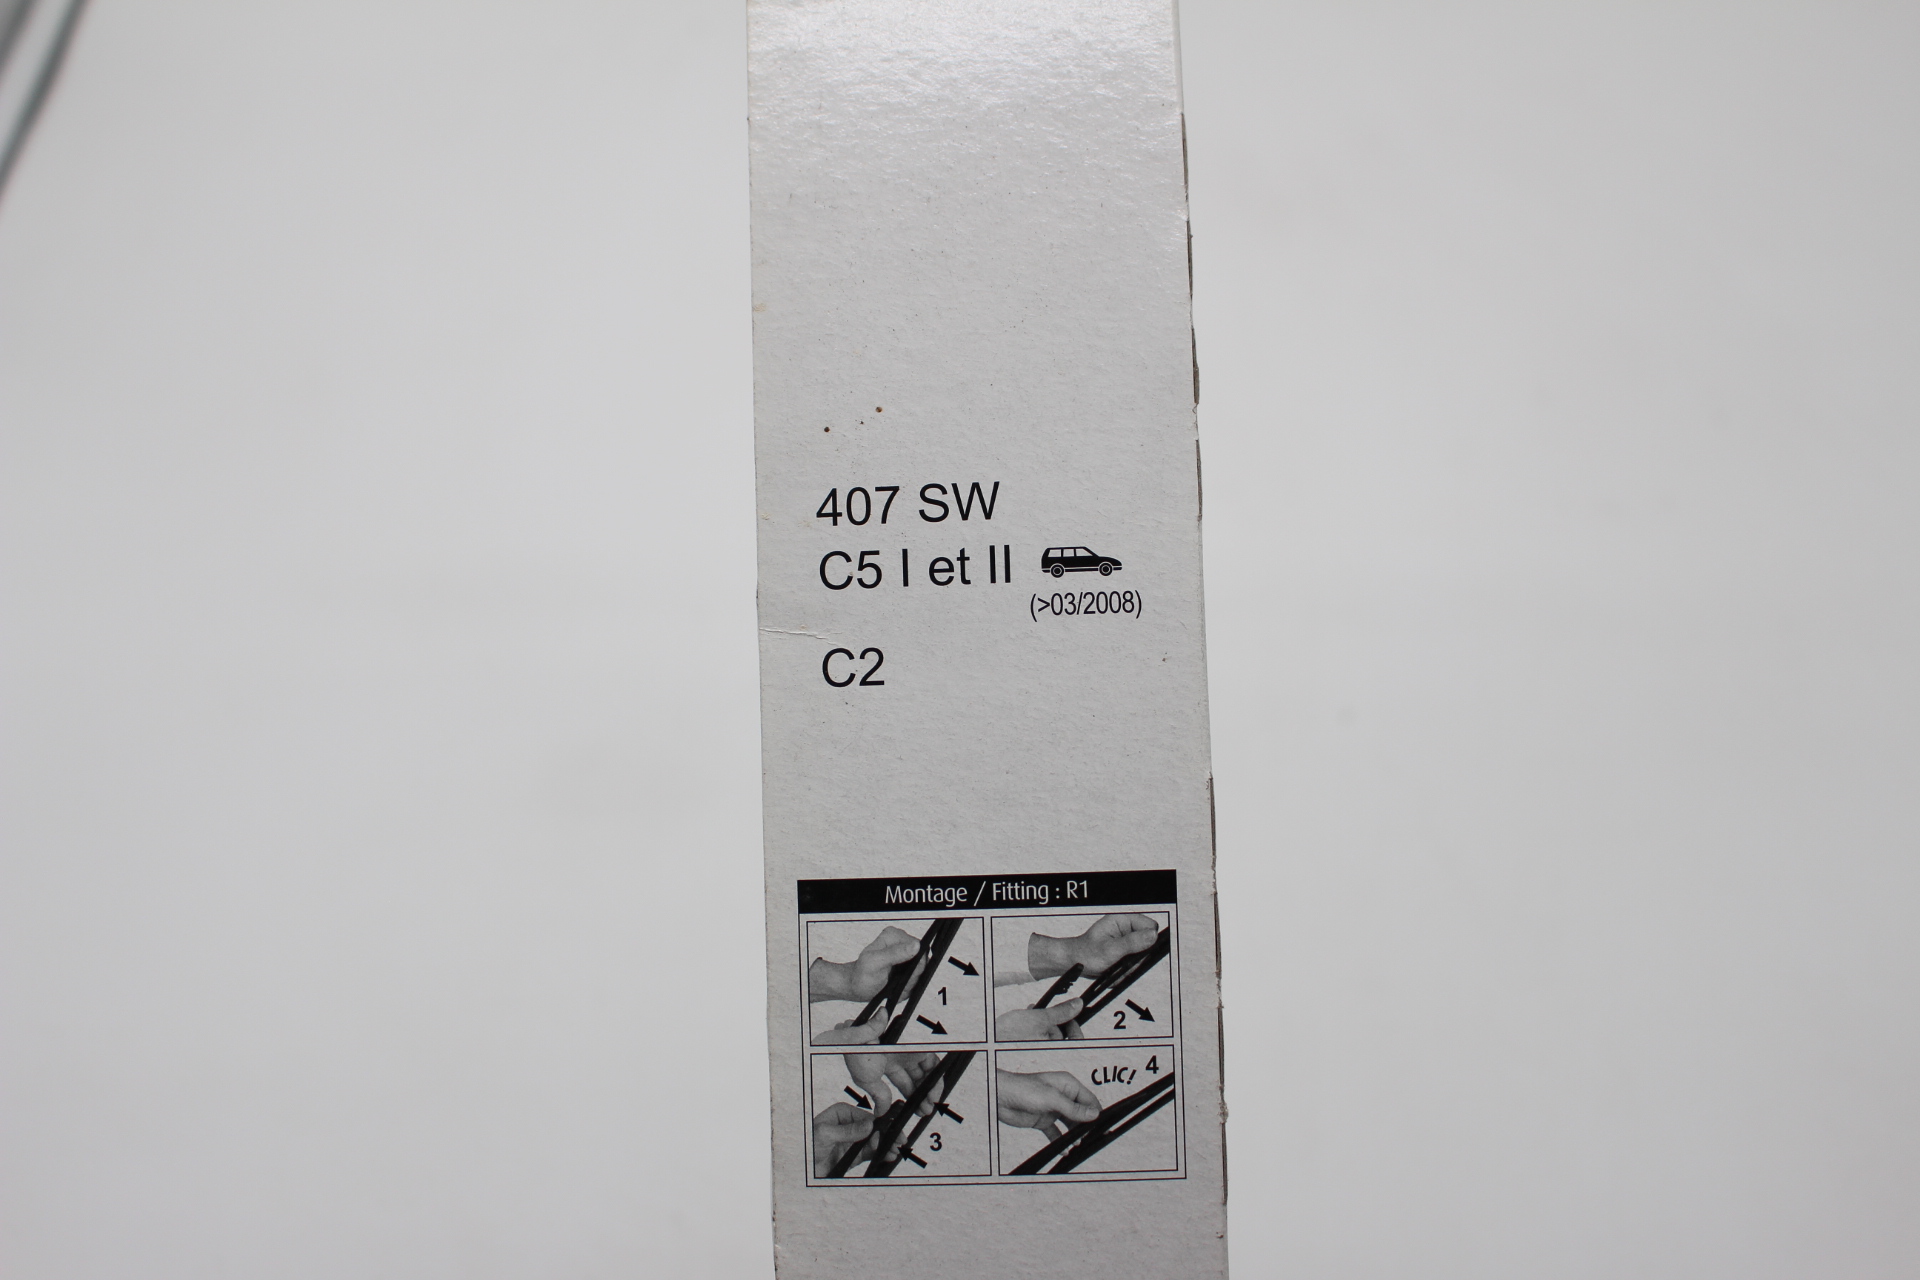 407 SW
C5 I et II
(>03/2008)
C2
Montage / Fitting : R1
1
2
3
CLIC! 4